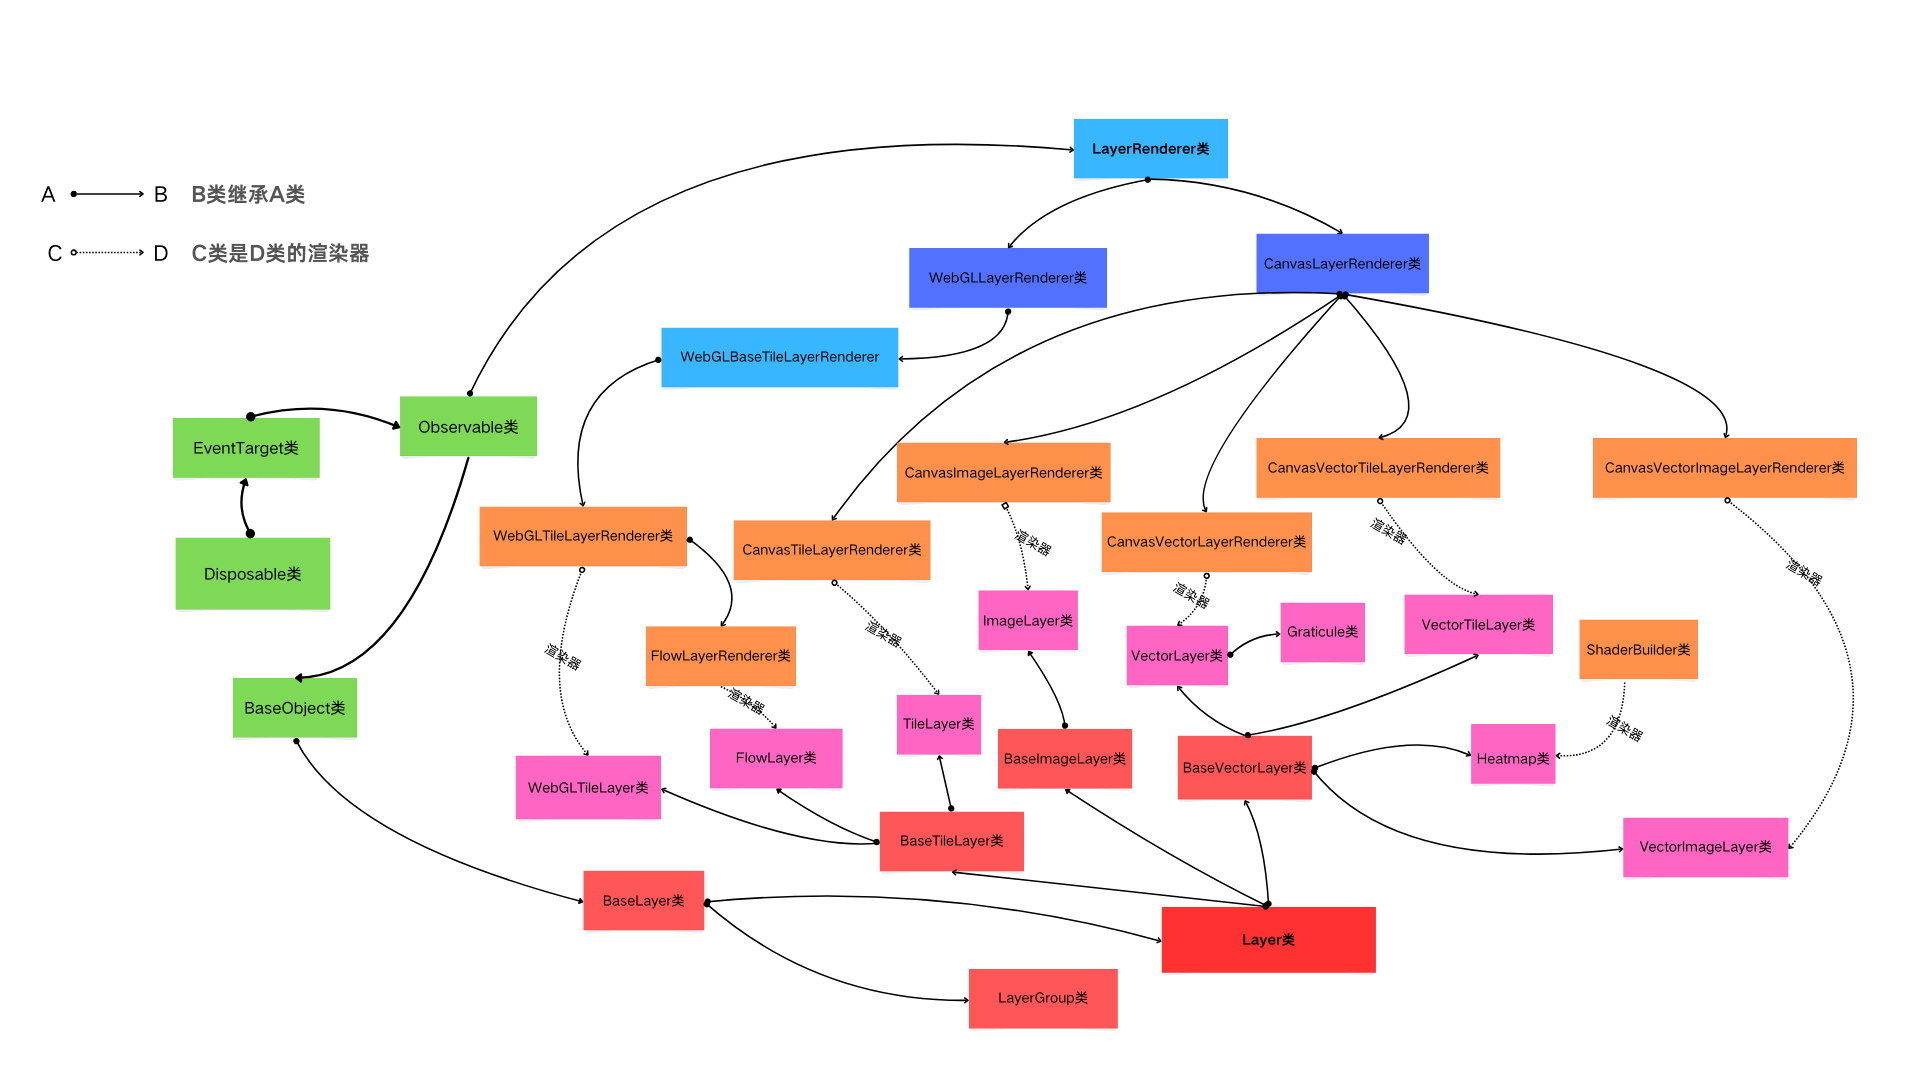 LayerRenderer类
A
B
B类继承A类
C
D
C类是D类的渲染器
WebGLLayerRenderer类
CanvasLayerRenderer类
WebGLBaseTileLayerRenderer
EventTarget类
Observable类
Disposable类
BaseObject类
CanvasImageLayerRenderer类
CanvasVectorTileLayerRenderer类
CanvasVectorImageLayerRenderer类
WebGLTileLayerRenderer类
CanvasTileLayerRenderer类
CanvasVectorLayerRenderer类
渲染器
渲染器
渲染器
渲染器
渲染器
渲染器
ImageLayer类
VectorLayer类
Graticule类
VectorTileLayer类
ShaderBuilder类
FlowLayerRenderer类
渲染器
渲染器
TileLayer类
FlowLayer类
WebGLTileLayer类
BaseImageLayer类
BaseVectorLayer类
Heatmap类
BaseTileLayer类
VectorImageLayer类
BaseLayer类
Layer类
LayerGroup类